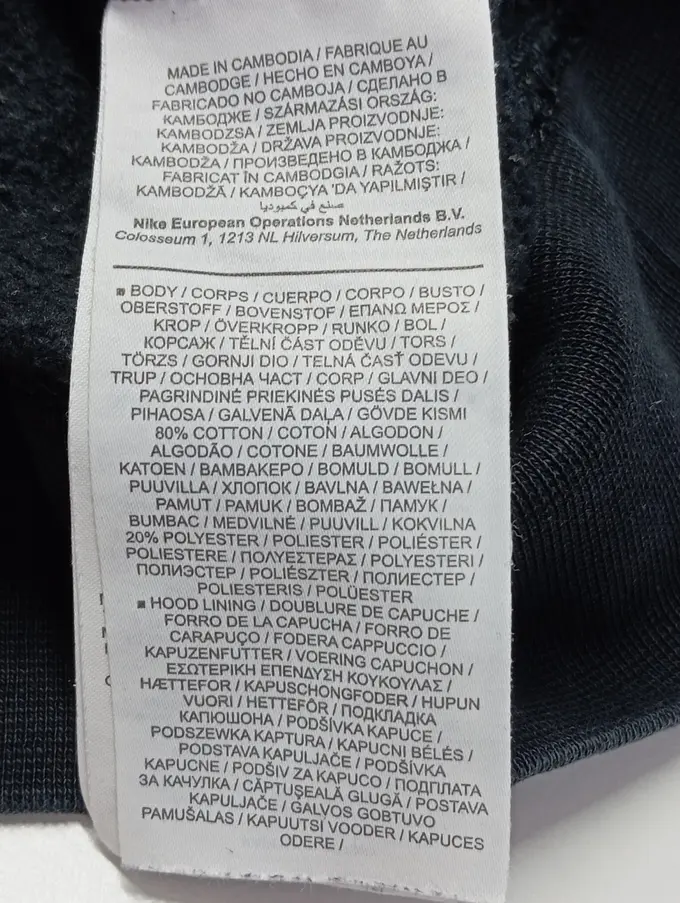 MADE IN CAMBODIA / FABRIQUE AU
CAMBODGE / HECHO EN CAMBOYA /
FABRICADO NO CAMBOJA / СДЕЛАНО В
КАМБОДЖЕ / SZÁRMAZÁSI ORSZÁG:
KAMBODZSA / ZEMLJA PROIZVODNJE:
KAMBODŽA / DRŽAVA PROIZVODNJE:
KAMBODŽA / ПРОИЗВЕДЕНО В КАМБОДЖА /
FABRICAT ÎN CAMBODGIA / RAŽOTS:
KAMBODŽĀ / KAMBOÇYA 'DA YAPILMIŞTIR /
صنع في كمبوديا
Nike European Operations Netherlands B.V.
Colosseum 1, 1213 NL Hilversum, The Netherlands
BODY / CORPS / CUERPO / CORPO / BUSTO /
OBERSTOFF / BOVENSTOF / ΕΠΑΝΩ ΜΕΡΟΣ /
KROP / ÖVERKROPP / RUNKO / BOL /
КОРСАЖ / TĚLNÍ ČÁST ODĚVU / TORS /
TÖRZS / GORNJI DIO / TELNÁ ČASŤ ODEVU /
TRUP / ОСНОВНА ЧАСТ / CORP / GLAVNI DEO /
PAGRINDINĖ PRIEKINĖS PUSĖS DALIS /
PIHAOSA / GALVENĀ DAĻA / GÖVDE KISMI
80% COTTON / COTON / ALGODON /
ALGODÃO / COTONE / BAUMWOLLE /
KATOEN / ΒΑΜΒΑΚΕΡΟ / BOMULD / BOMULL /
PUUVILLA / ХЛОПОК / BAVLNA / BAWEŁNA /
PAMUT / PAMUK / BOMBAŽ / ПАМУК /
BUMBAC / MEDVILNĖ / PUUVILL / KOKVILNA
20% POLYESTER / POLIESTER / POLIÉSTER /
POLIESTERE / ΠΟΛΥΕΣΤΕΡΑΣ / POLYESTERI /
ПОЛИЭСТЕР / POLIÉSZTER / ПОЛИЕСТЕР /
POLIESTERIS / POLÜESTER
HOOD LINING / DOUBLURE DE CAPUCHE /
FORRO DE LA CAPUCHA / FORRO DE
CARAPUÇO / FODERA CAPPUCCIO /
KAPUZENFUTTER / VOERING CAPUCHON /
ΕΣΩΤΕΡΙΚΗ ΕΠΕΝΔΥΣΗ ΚΟΥΚΟΥΛΑΣ /
HÆTTEFOR / KAPUSCHONGFODER / HUPUN
VUORI / HETTEFÔR / ПОДКЛАДКА
КАПЮШОНА / PODŠÍVKA KAPUCE /
PODSZEWKA KAPTURA / KAPUCNI BÉLÉS /
PODSTAVA KAPULJAČE / PODŠÍVKA
KAPUCNE / PODŠIV ZA KAPUCO / ПОДПЛАТА
ЗА КАЧУЛКА / CĂPTUȘEALĂ GLUGĂ / POSTAVA
KAPULJAČE / GALVOS GOBTUVO
PAMUŠALAS / KAPUUTSI VOODER / KAPUCES
ODERE /